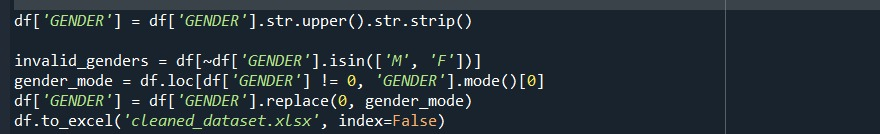 df['GENDER'] = df['GENDER'].str.upper().str.strip()
invalid_genders = df[~df['GENDER'].isin(['M', 'F'])]
gender_mode = df.loc[df['GENDER'] != 0, 'GENDER'].mode()[0]
df['GENDER'] = df['GENDER'].replace(0, gender_mode)
df.to_excel('cleaned_dataset.xlsx', index=False)